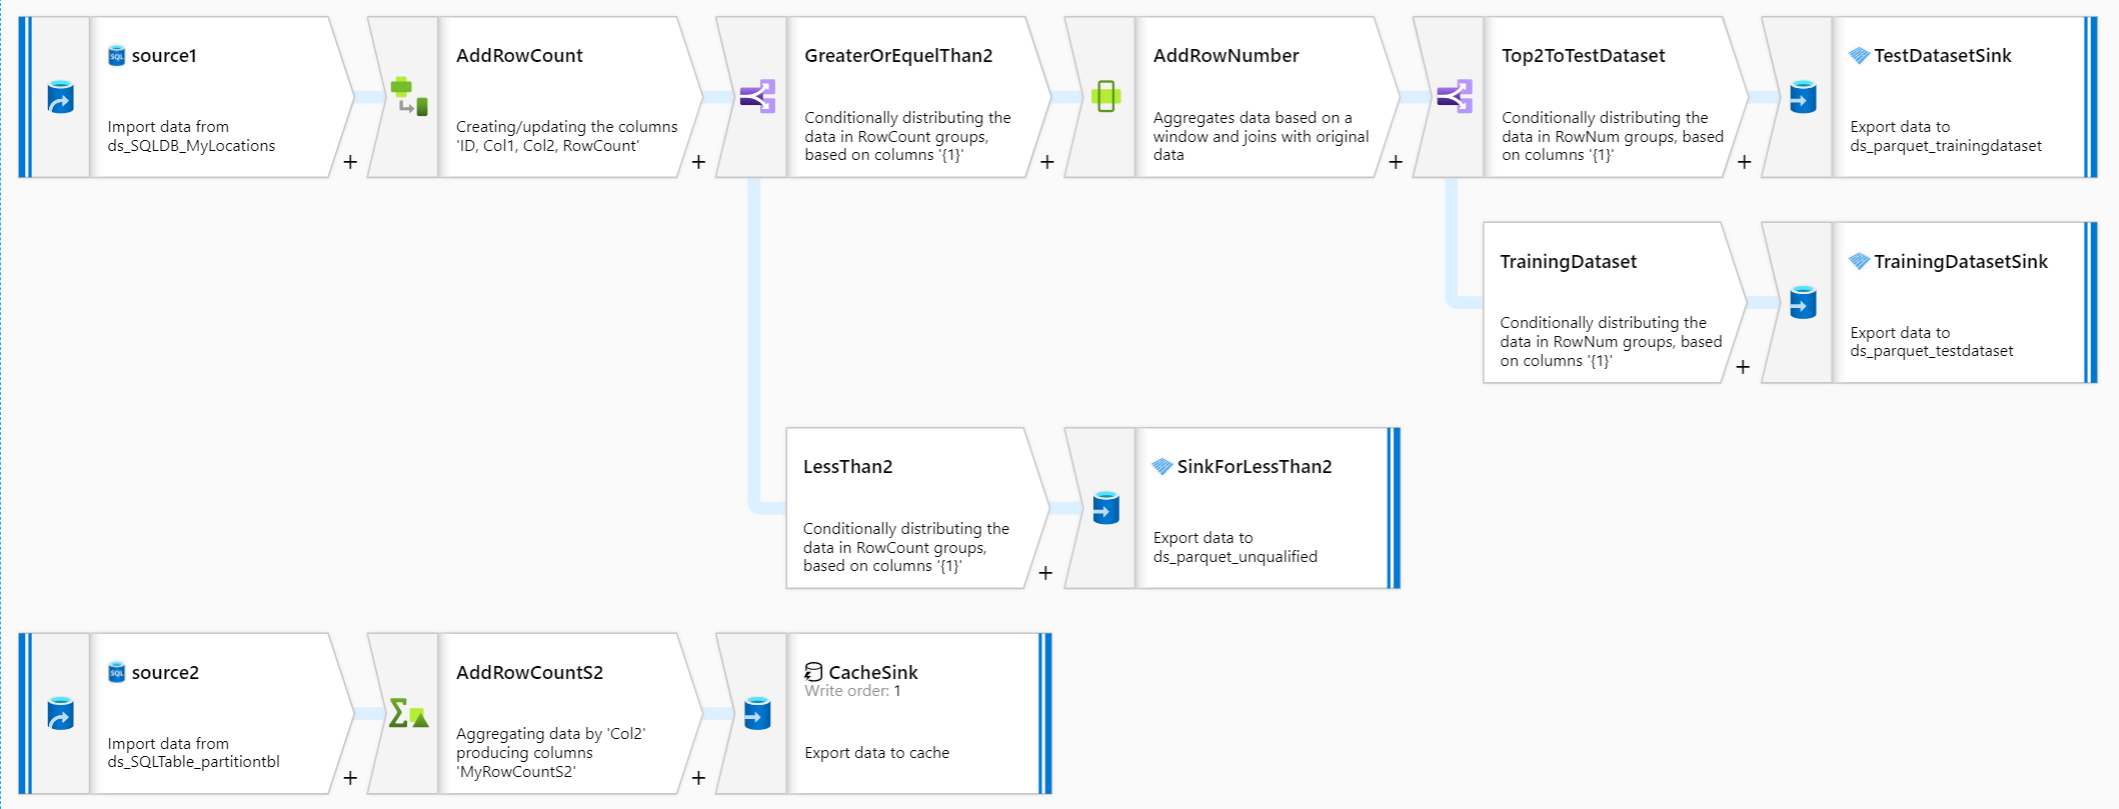 source1
Import data from
ds_SQLDB_MyLocations
+
AddRowCount
Creating/updating the columns
'ID, Col1, Col2, RowCount'
+
GreaterOrEquelThan2
Conditionally distributing the
data in RowCount groups,
based on columns '{1}'
+
AddRowNumber
Aggregates data based on a
window and joins with original
data
+
Top2ToTestDataset
Conditionally distributing the
data in RowNum groups, based
on columns '{1}'
+
TestDatasetSink
Export data to
ds_parquet_trainingdataset
TrainingDataset
Conditionally distributing the
data in RowNum groups, based
on columns '{1}'
+
TrainingDatasetSink
Export data to
ds_parquet_testdataset
LessThan2
Conditionally distributing the
data in RowCount groups,
based on columns '{1}'
+
SinkForLessThan2
Export data to
ds_parquet_unqualified
SQL
source2
Import data from
ds_SQLTable_partitiontbl
+
AddRowCountS2
Aggregating data by 'Col2'
producing columns
'MyRowCountS2'
+
CacheSink
Write order: 1
Export data to cache